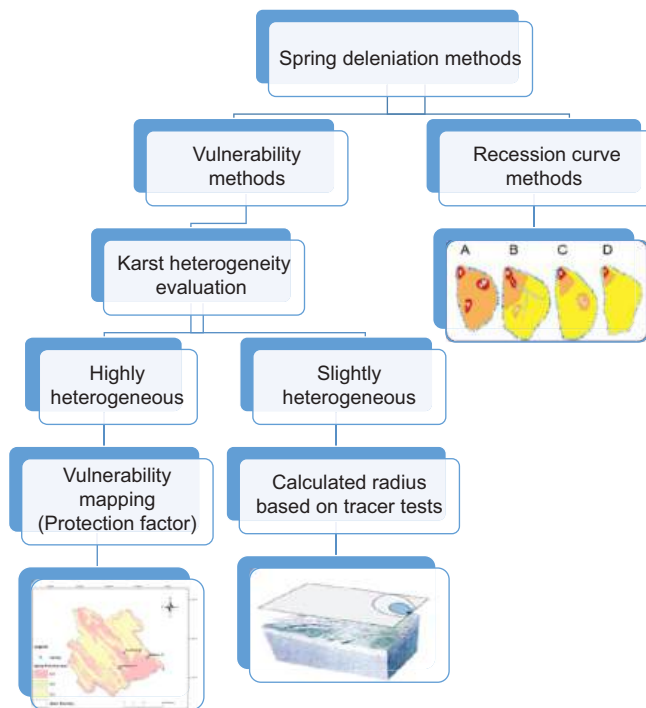 Spring deleniation methods
Vulnerability
methods
Recession curve
methods
Karst heterogeneity
evaluation
A B C D
Highly
heterogeneous
Slightly
heterogeneous
Vulnerability
mapping
(Protection factor)
Calculated radius
based on tracer tests